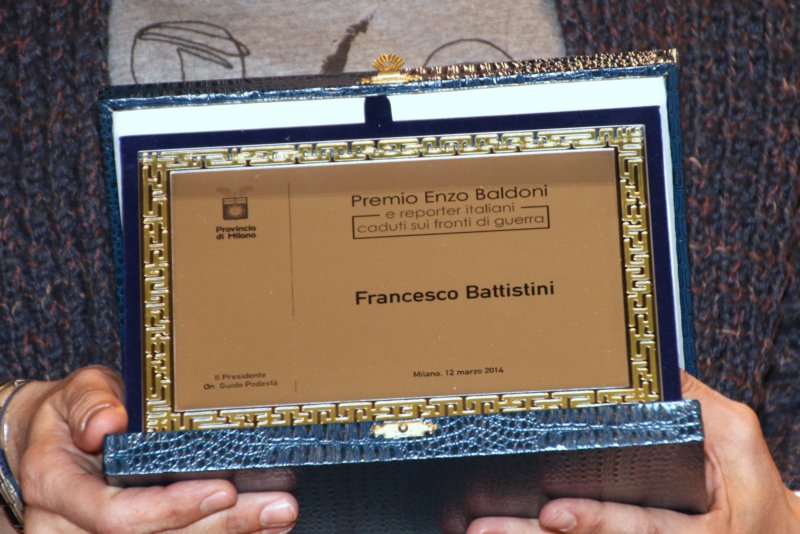 Provincia
di Milano
Premio Enzo Baldoni
e reporter italiani
caduti sui fronti di guerra
Francesco Battistini
Il Presidente
On. Guido Podestà
Milano, 12 marzo 2014